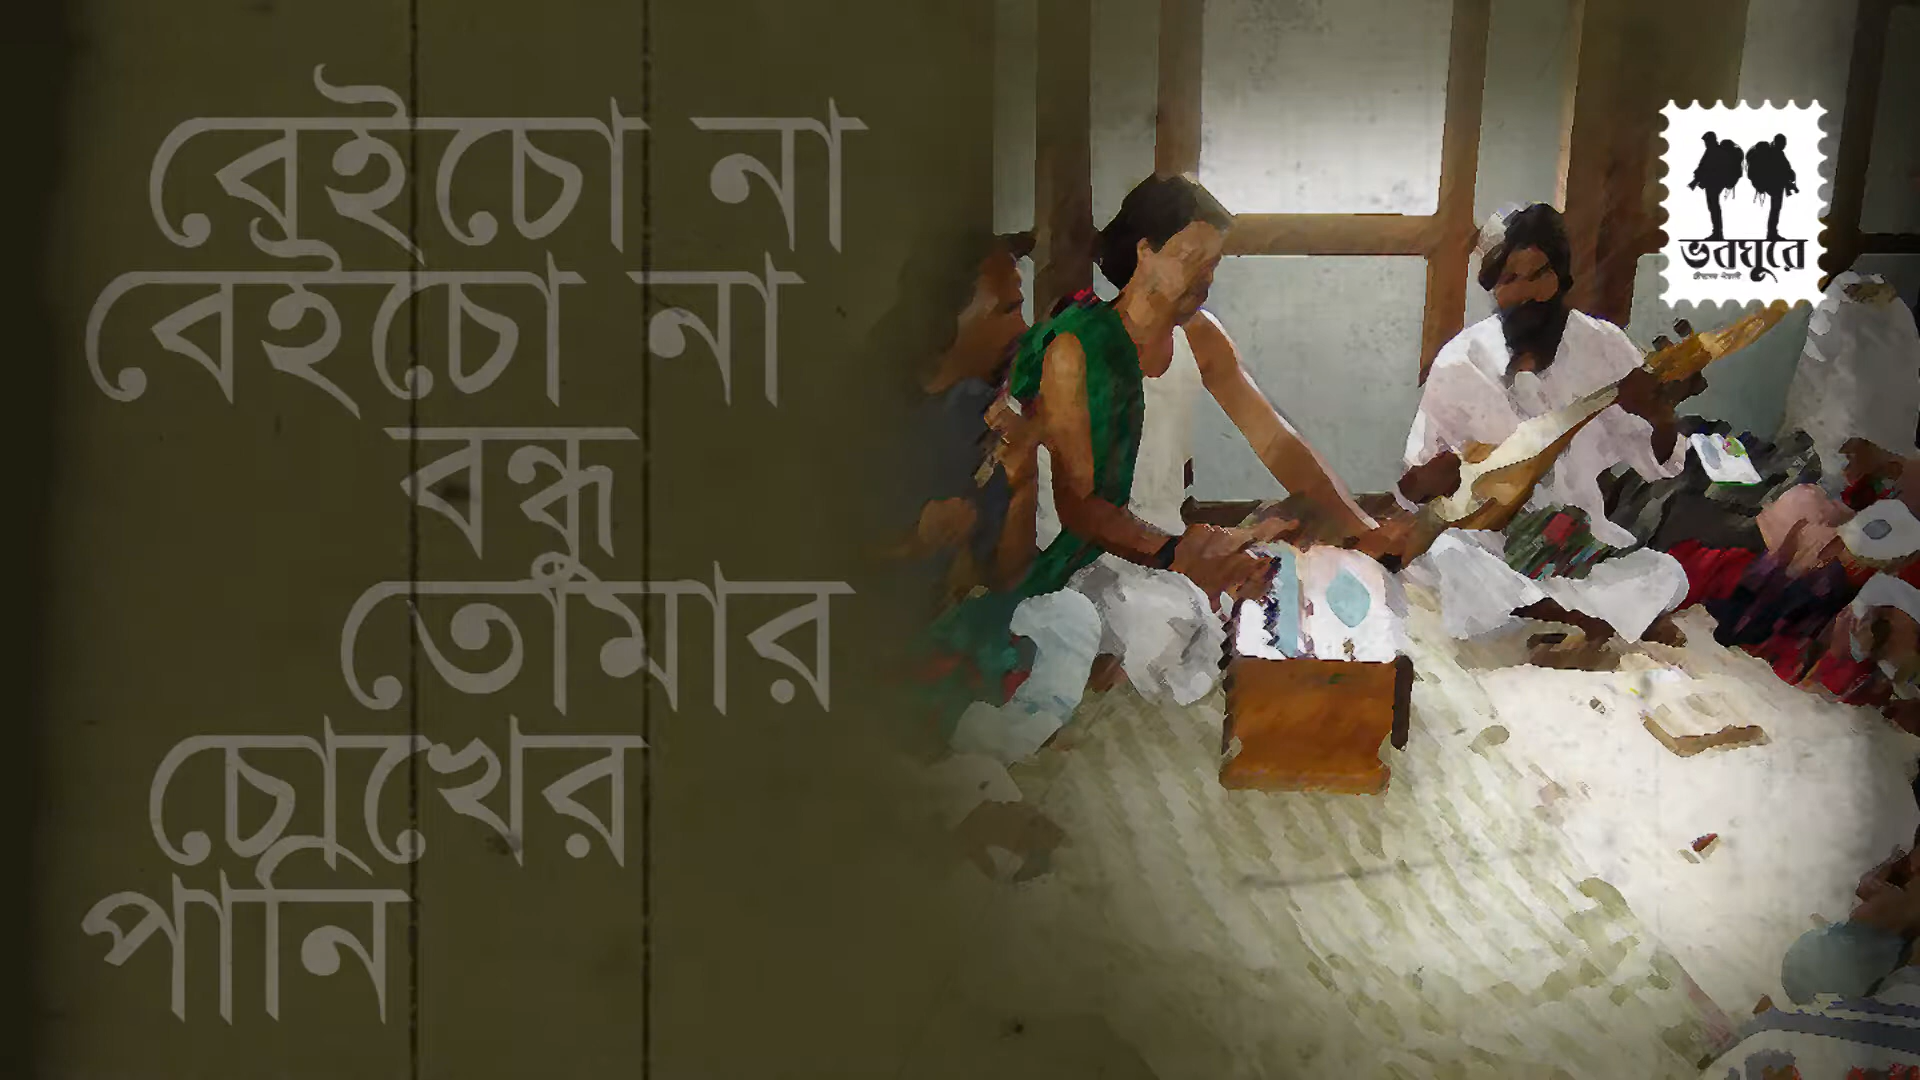 বেইচো না
বেইচো না
বন্ধু
তোমার
চোখের
পানি
ভবঘুরে